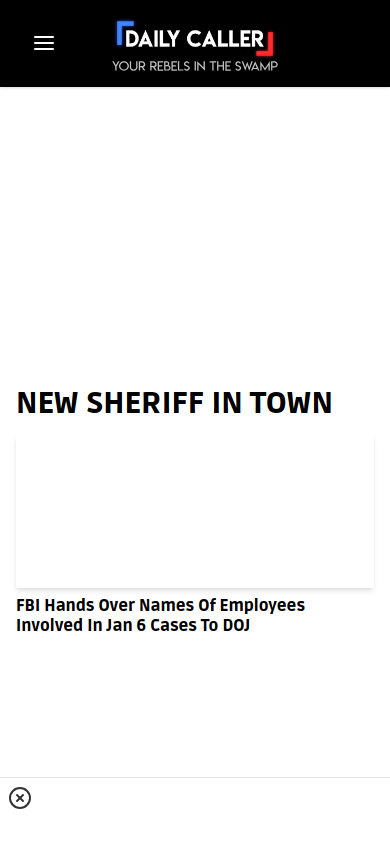 DAILY CALLER
YOUR REBELS IN THE SWAMP
NEW SHERIFF IN TOWN
FBI Hands Over Names Of Employees
Involved In Jan 6 Cases To DOJ